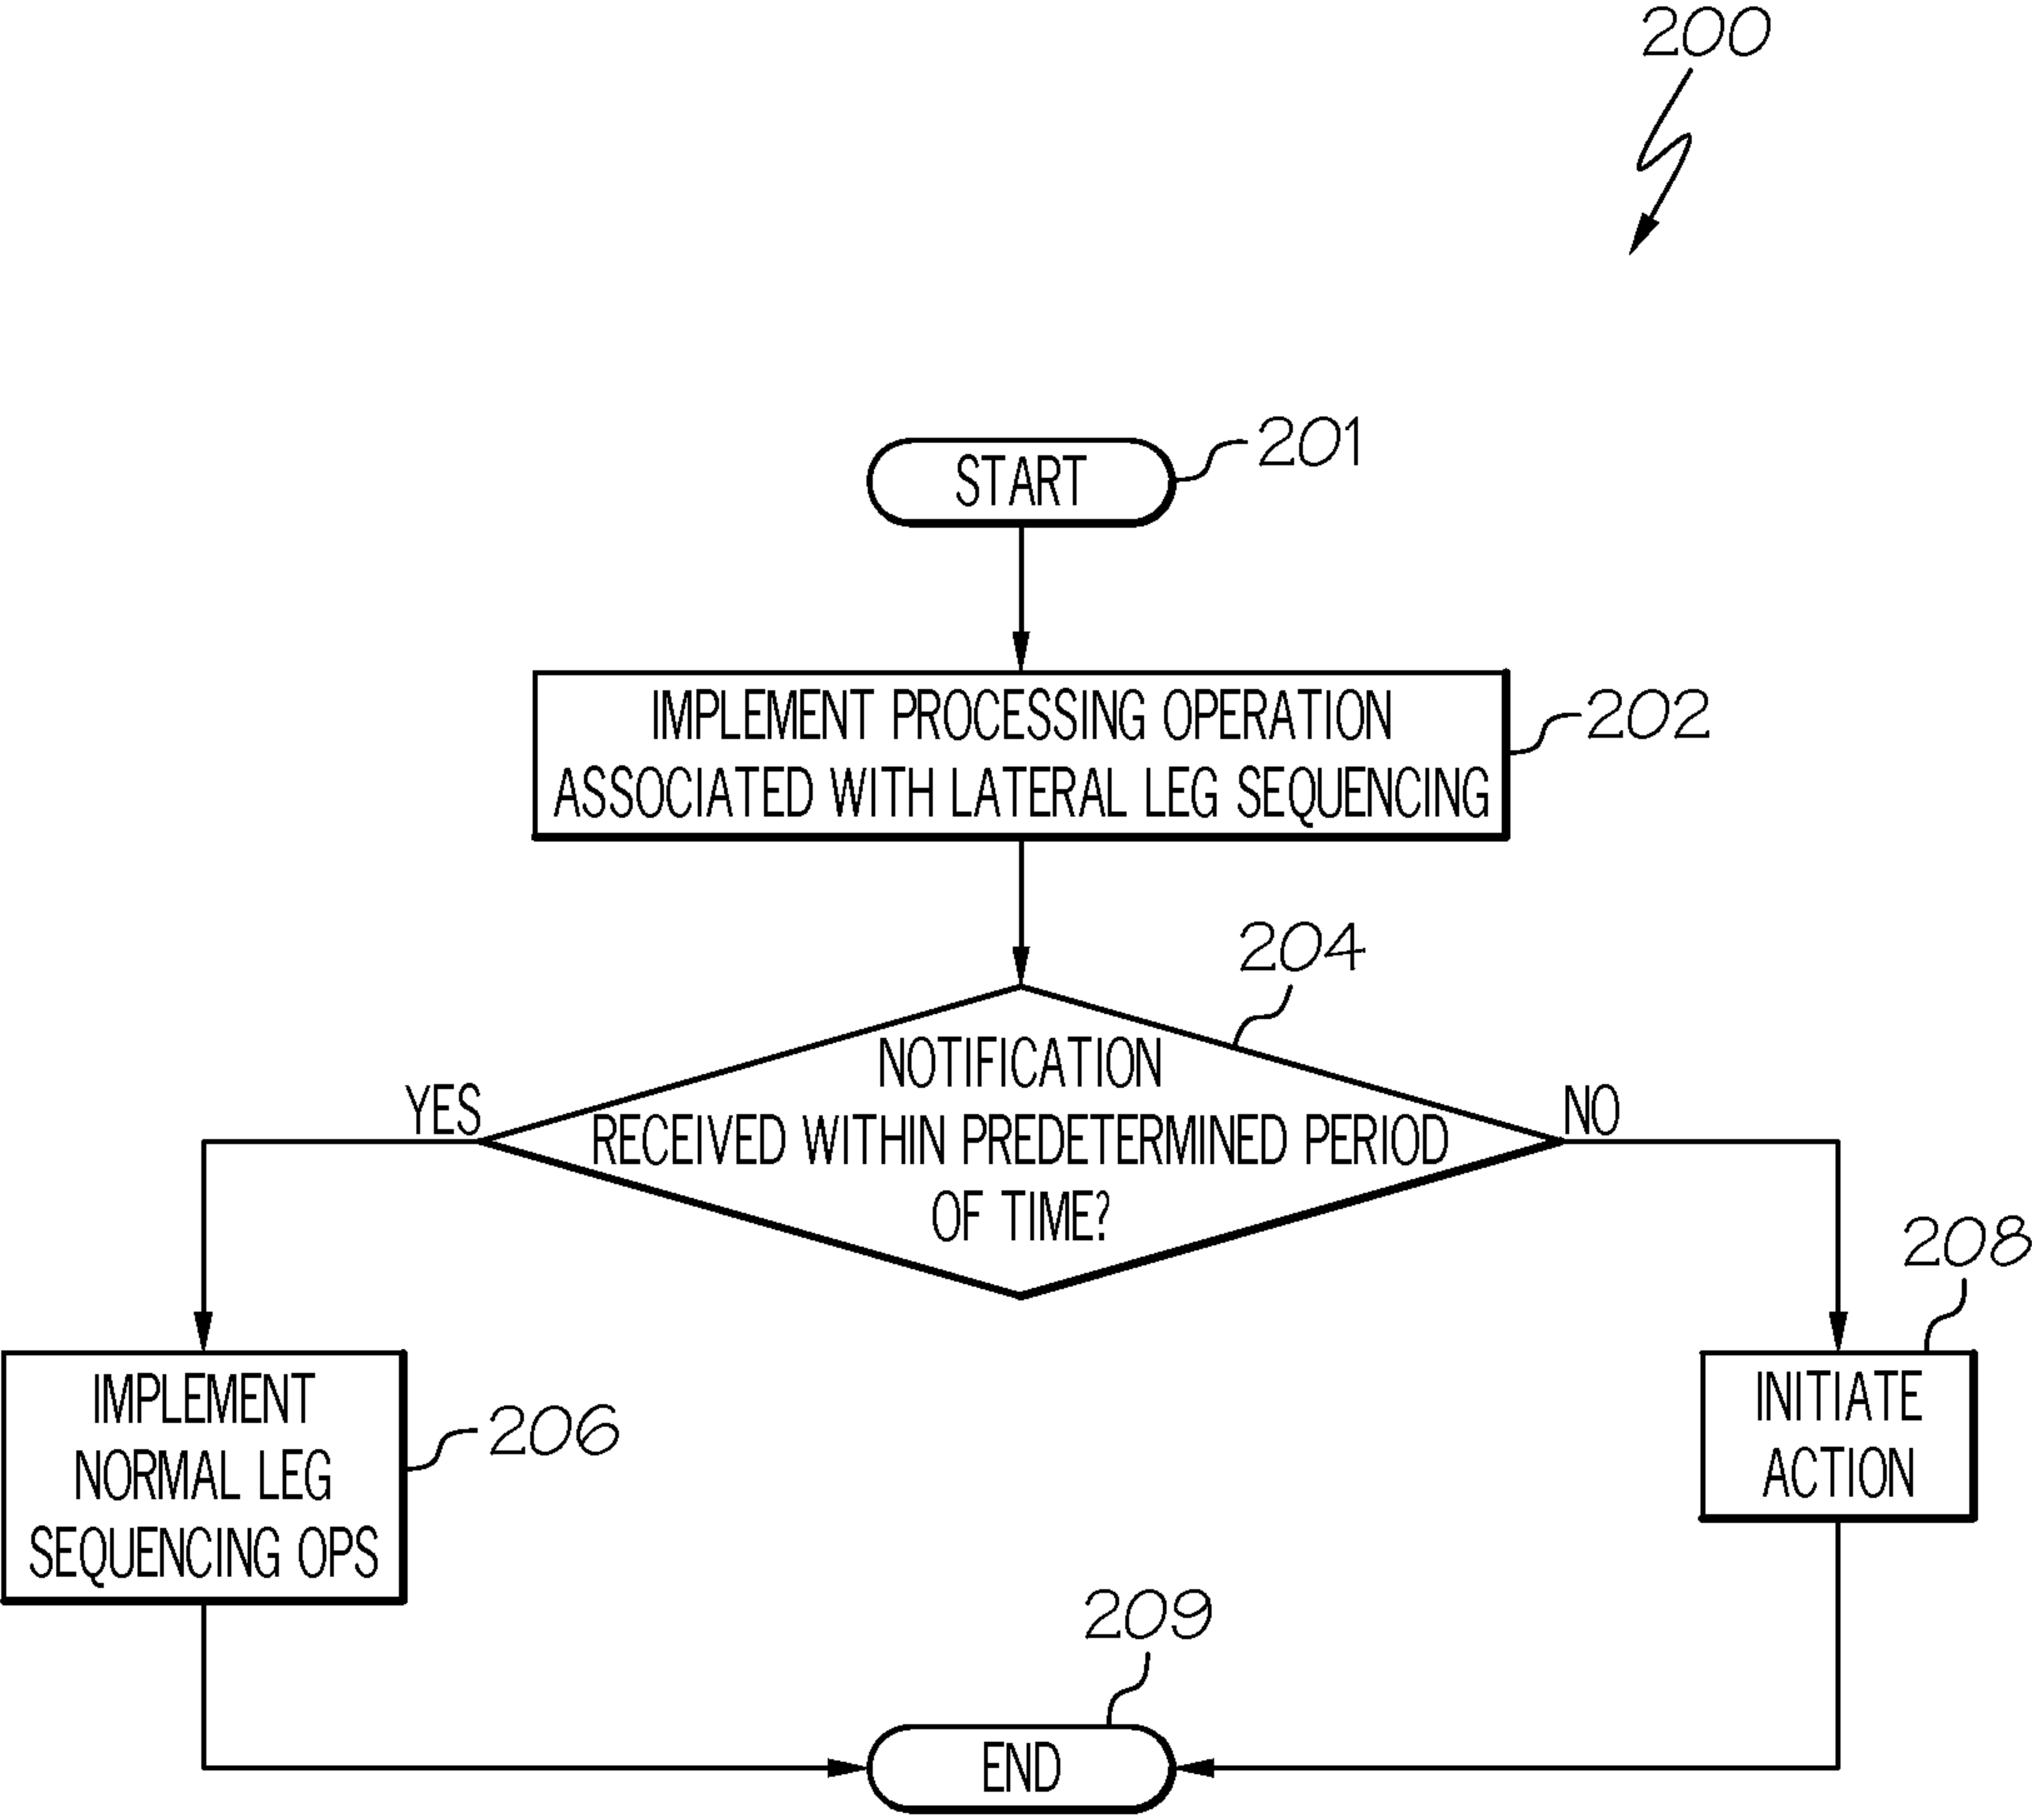 200
START
201
IMPLEMENT PROCESSING OPERATION
ASSOCIATED WITH LATERAL LEG SEQUENCING
202
204
NOTIFICATION
RECEIVED WITHIN PREDETERMINED PERIOD
OF TIME?
YES
NO
IMPLEMENT
NORMAL LEG
SEQUENCING OPS
206
208
INITIATE
ACTION
209
END